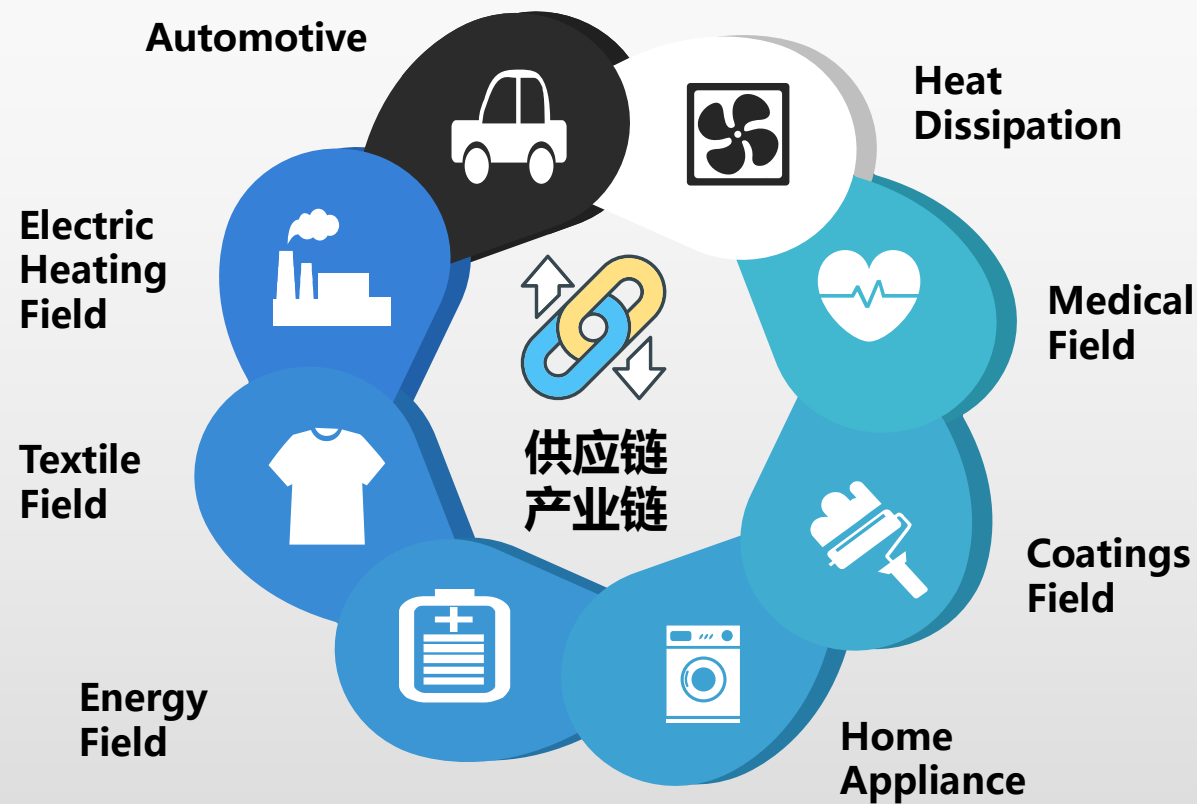 Automotive
Heat
Dissipation
Electric
Heating
Field
Medical
Field
供应链
产业链
Textile
Field
Coatings
Field
Energy
Field
Home
Appliance